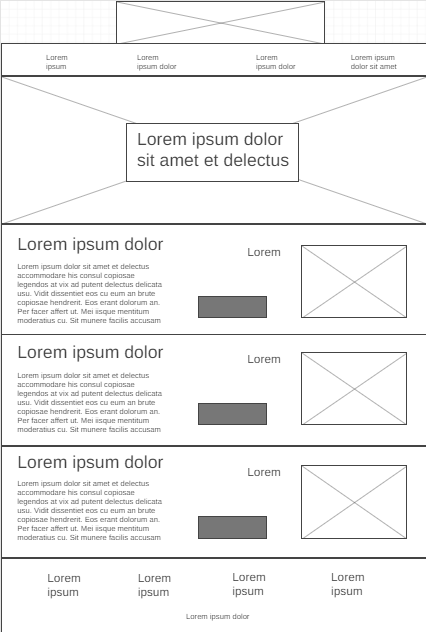 Lorem
ipsum
Lorem
ipsum dolor
Lorem
ipsum dolor
Lorem ipsum
dolor sit amet
Lorem ipsum dolor
sit amet et delectus
Lorem ipsum dolor
Lorem ipsum dolor sit amet et delectus
accommodare his consul copiosae
legendos at vix ad putent delectus delicata
usu. Vidit dissentiet eos cu eum an brute
copiosae hendrerit. Eos erant dolorum an.
Per facer affert ut. Mei iisque mentitum
moderatius cu. Sit munere facilis accusam
Lorem
Lorem ipsum dolor
Lorem ipsum dolor sit amet et delectus
accommodare his consul copiosae
legendos at vix ad putent delectus delicata
usu. Vidit dissentiet eos cu eum an brute
copiosae hendrerit. Eos erant dolorum an.
Per facer affert ut. Mei iisque mentitum
moderatius cu. Sit munere facilis accusam
Lorem
Lorem ipsum dolor
Lorem ipsum dolor sit amet et delectus
accommodare his consul copiosae
legendos at vix ad putent delectus delicata
usu. Vidit dissentiet eos cu eum an brute
copiosae hendrerit. Eos erant dolorum an.
Per facer affert ut. Mei iisque mentitum
moderatius cu. Sit munere facilis accusam
Lorem
Lorem
ipsum
Lorem
ipsum
Lorem
ipsum
Lorem
ipsum
Lorem ipsum dolor